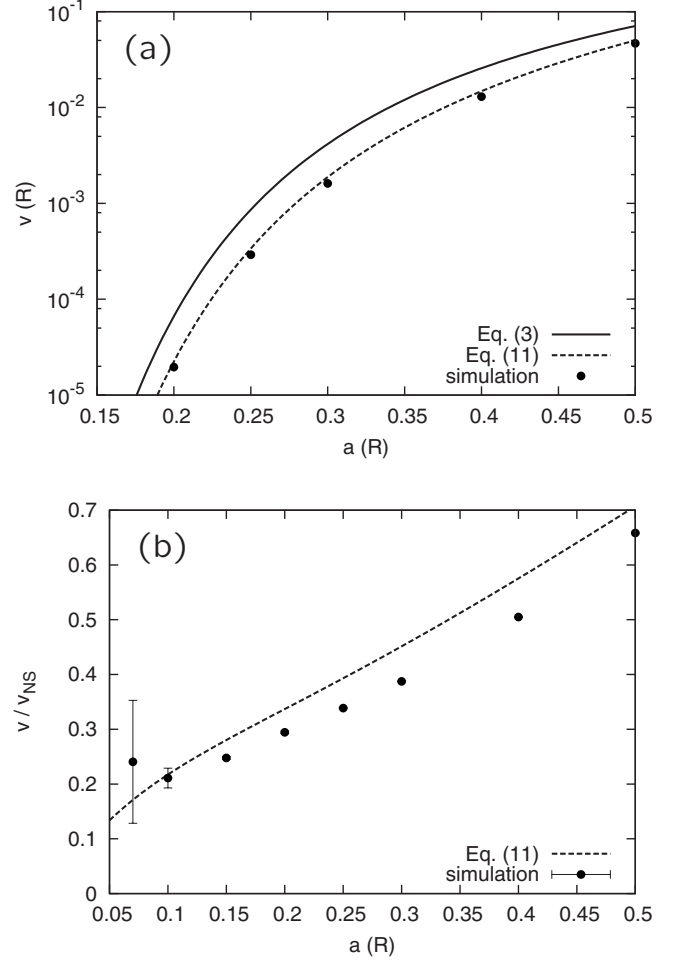 (a)
10^-1
10^-2
10^-3
10^-4
10^-5
v (R)
Eq. (3)
Eq. (11)
simulation
0.15 0.2 0.25 0.3 0.35 0.4 0.45 0.5
a (R)
(b)
0.7
0.6
0.5
0.4
0.3
0.2
0.1
0
v / v_NS
Eq. (11)
simulation
0.05 0.1 0.15 0.2 0.25 0.3 0.35 0.4 0.45 0.5
a (R)